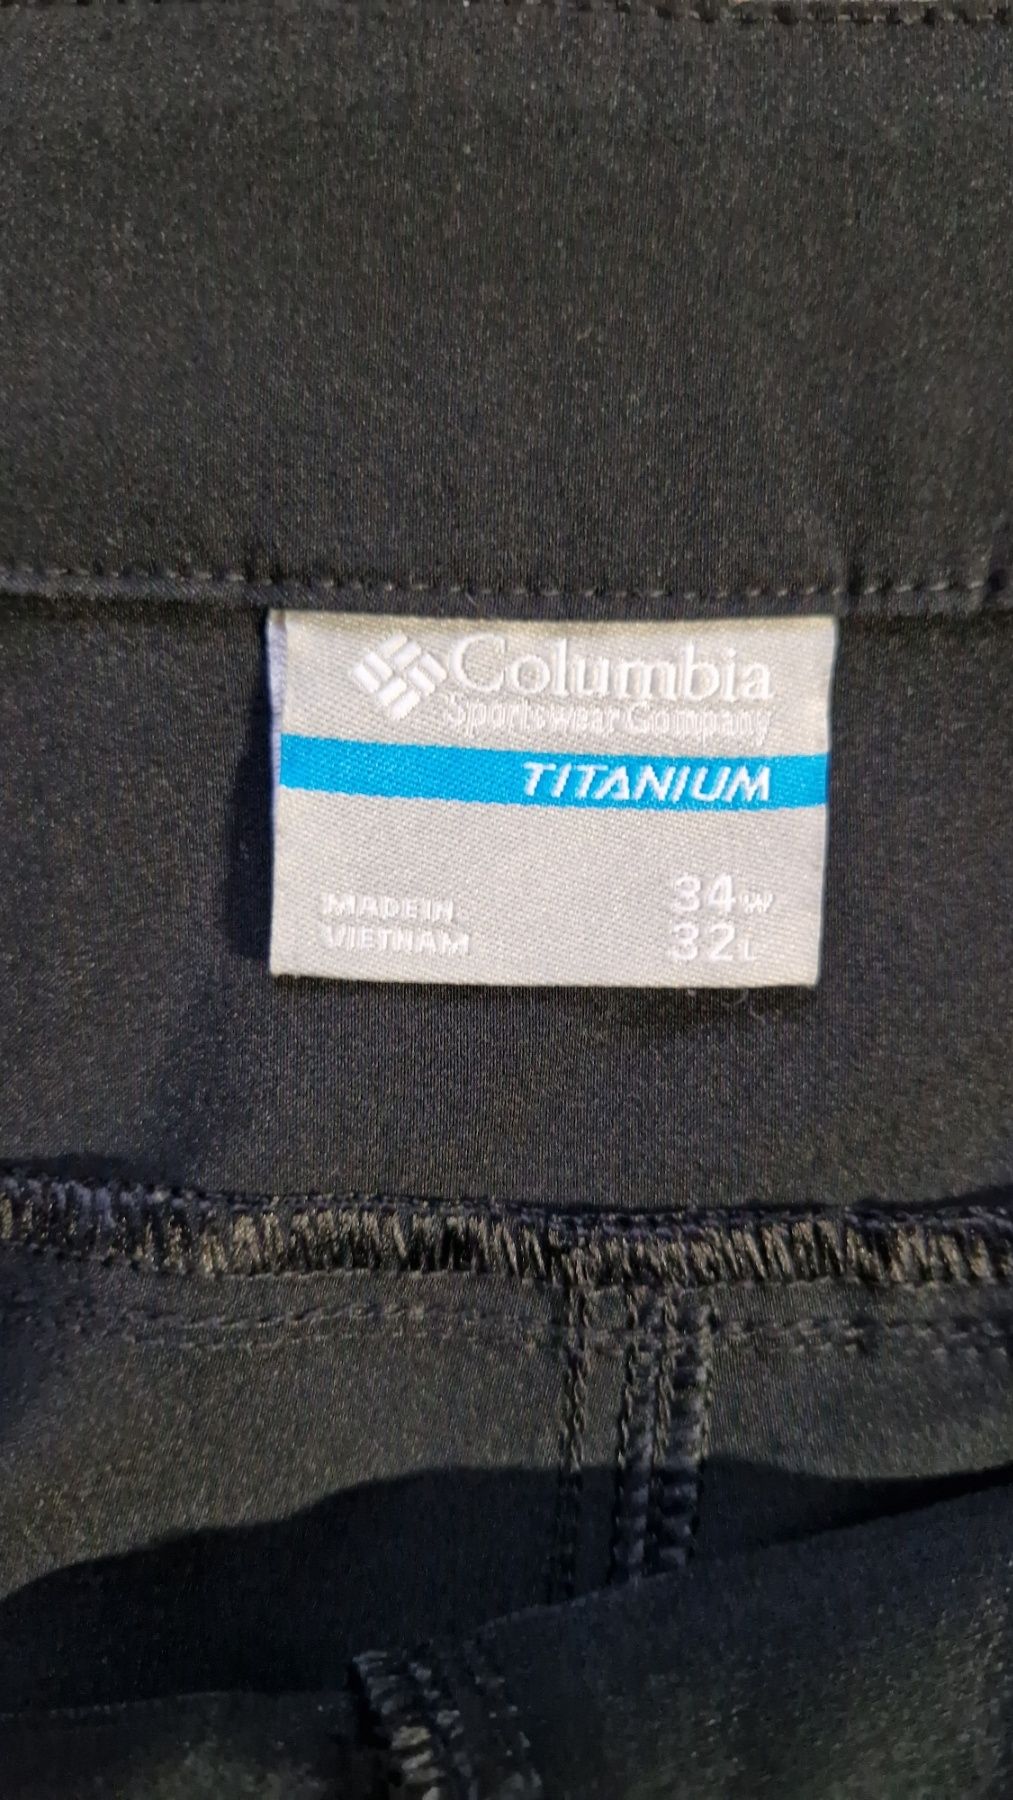 Columbia
Sportswear Company
TITANIUM
MADE IN
VIETNAM
34W
32L